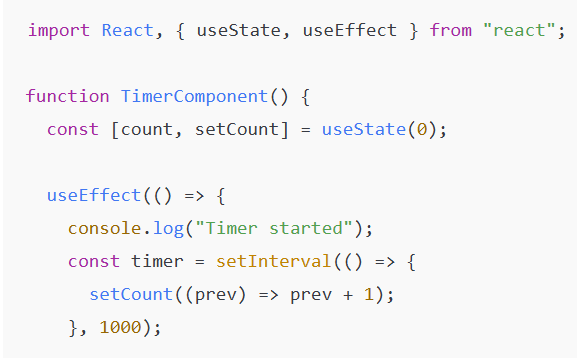 import React, { useState, useEffect } from "react";
function TimerComponent() {
const [count, setCount] = useState(0);
useEffect(() => {
console.log("Timer started");
const timer = setInterval(() => {
setCount((prev) => prev + 1);
}, 1000);